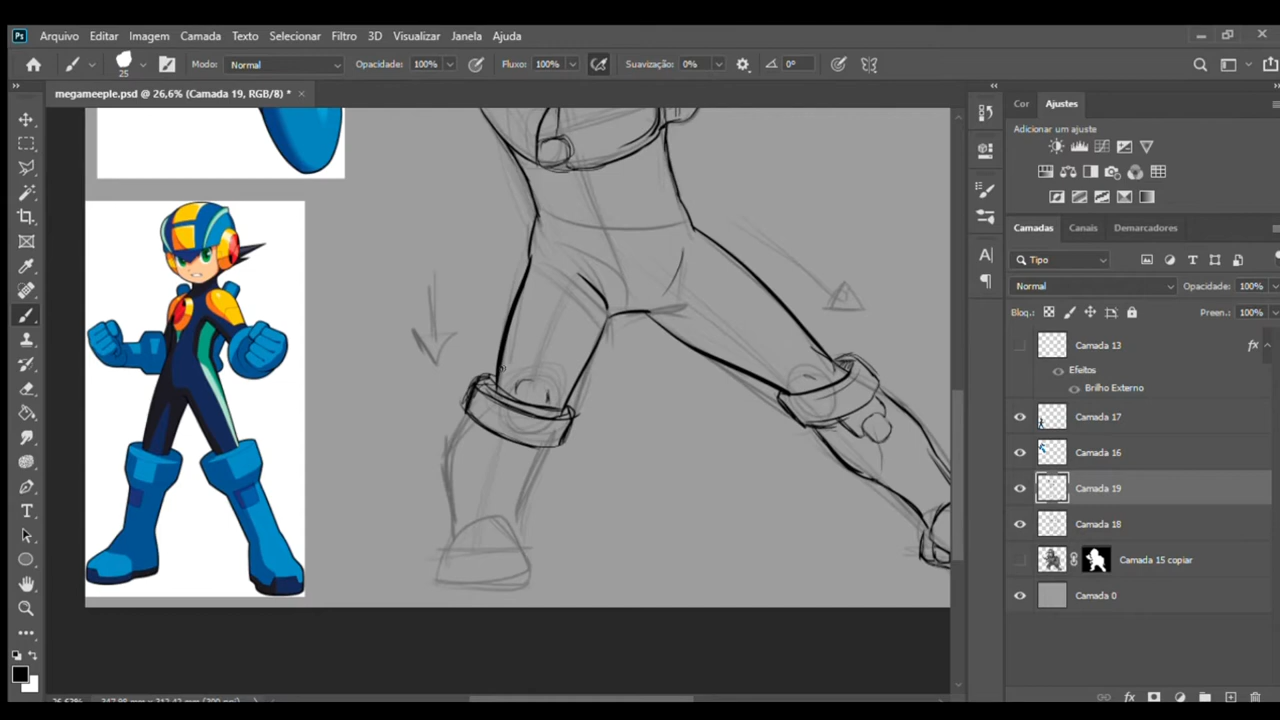 Ps Arquivo Editar Imagem Camada Texto Selecionar Filtro 3D Visualizar Janela Ajuda
25 Modo: Normal Opacidade: 100% Fluxo: 100% Suavização: 0% 0°
megameeple.psd @ 26,6% (Camada 19, RGB/8) *
Cor Ajustes
Adicionar um ajuste
Camadas Canais Demarcadores
Tipo
Normal Opacidade: 100%
Bloq.: Preen.: 100%
Camada 13 fx
Efeitos
Brilho Externo
Camada 17
Camada 16
Camada 19
Camada 18
Camada 15 copiar
Camada 0